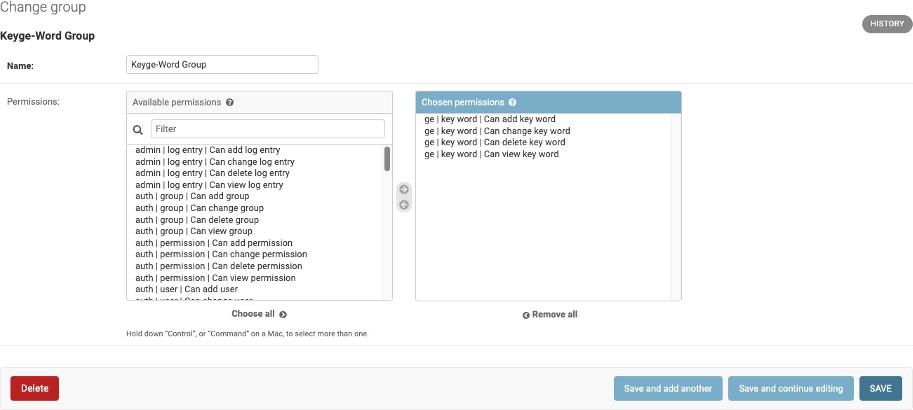 Change group
HISTORY
Keyge-Word Group
Name:
Keyge-Word Group
Permissions:
Available permissions ?
Chosen permissions ?
Filter
admin | log entry | Can add log entry
admin | log entry | Can change log entry
admin | log entry | Can delete log entry
admin | log entry | Can view log entry
auth | group | Can add group
auth | group | Can change group
auth | group | Can delete group
auth | group | Can view group
auth | permission | Can add permission
auth | permission | Can change permission
auth | permission | Can delete permission
auth | permission | Can view permission
auth | user | Can add user
auth | user | Can change user
ge | key word | Can add key word
ge | key word | Can change key word
ge | key word | Can delete key word
ge | key word | Can view key word
Choose all
Remove all
Hold down "Control", or "Command" on a Mac, to select more than one.
Delete
Save and add another
Save and continue editing
SAVE